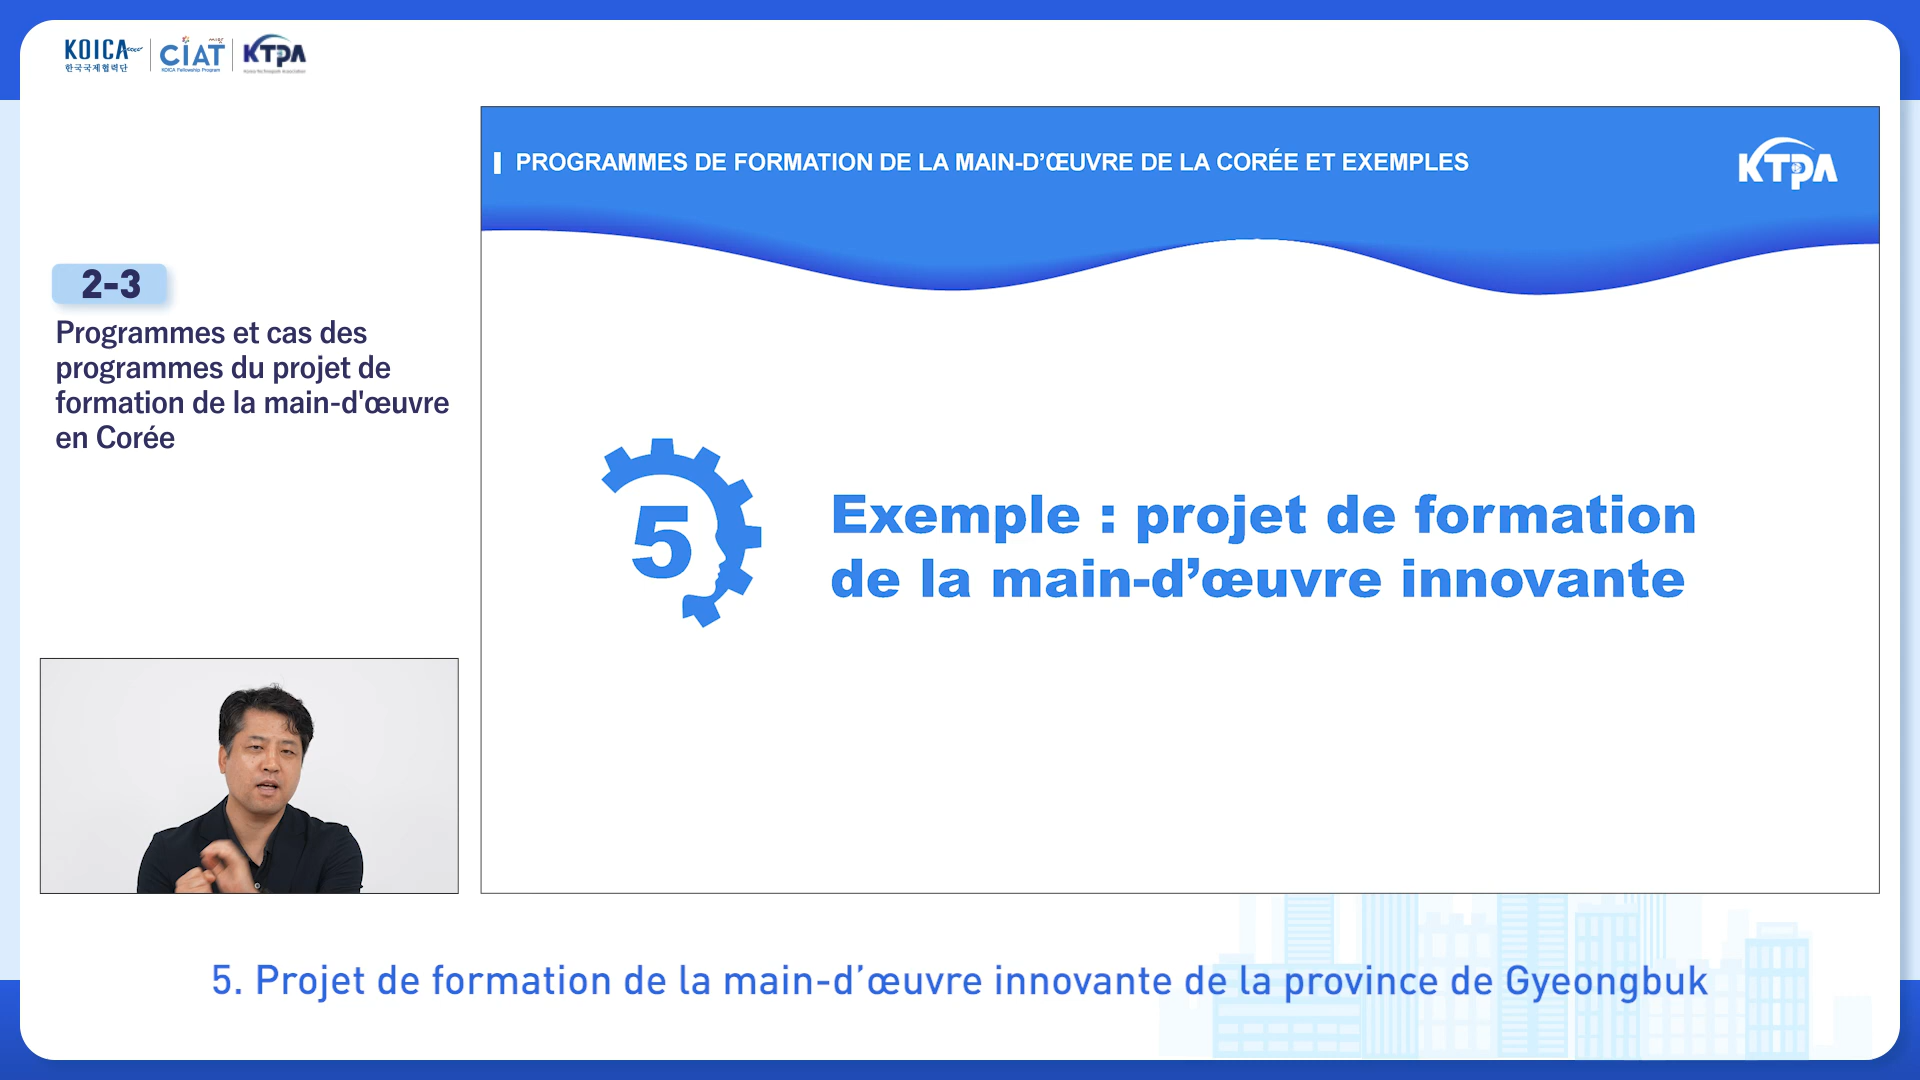 KOICA
한국국제협력단
CIAT
KOICA Fellowship Program
KTPA
PROGRAMMES DE FORMATION DE LA MAIN-D’ŒUVRE DE LA CORÉE ET EXEMPLES
KTPA
2-3
Programmes et cas des
programmes du projet de
formation de la main-d'œuvre
en Corée
5
Exemple : projet de formation
de la main-d’œuvre innovante
5. Projet de formation de la main-d’œuvre innovante de la province de Gyeongbuk